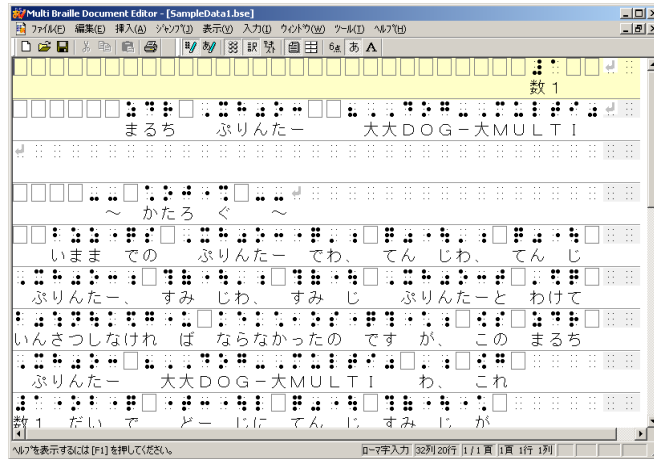 Multi Braille Document Editor - [SampleData1.bse]
ファイル(F) 編集(E) 挿入(A) ジャンプ(J) 表示(V) 入力(I) ウィンドウ(W) ツール(T) ヘルプ(H)
訳 6点 あ A
数 1
まるち ぷりんたー 大大DOG-大MULTI
～ かたろ ぐ ～
いまま での ぷりんたー でわ、 てん じわ、 てん じ
ぷりんたー、 すみ じわ、 すみ じ ぷりんたーと わけて
いんさつしなけれ ば ならなかったの です が、 この まるち
ぷりんたー 大大DOG-大MULTI わ、 これ
数1 だい で どー じに てん じ、 すみ じ が
ヘルプを表示するには [F1] を押してください。 ローマ字入力 32列 20行 1/1 頁 1頁 1行 1列